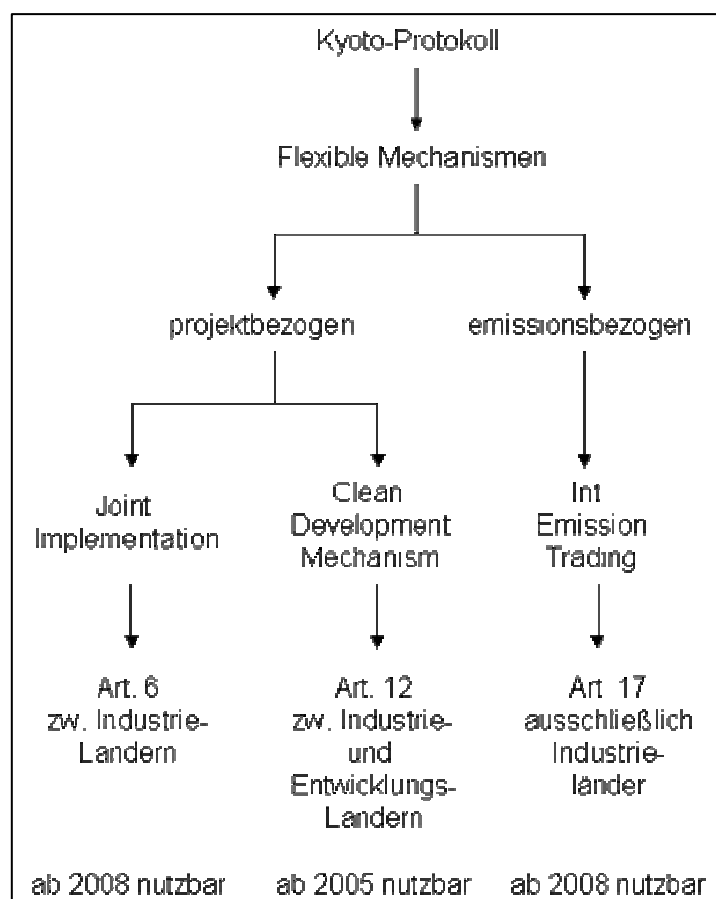 Kyoto-Protokoll
Flexible Mechanismen
projektbezogen
emissionsbezogen
Joint
Implementation
Clean
Development
Mechanism
Int
Emission
Trading
Art. 6
zw. Industrie-
Landern
Art. 12
zw. Industrie-
und
Entwicklungs-
Landern
Art 17
ausschließlich
Industrie-
länder
ab 2008 nutzbar
ab 2005 nutzbar
ab 2008 nutzbar